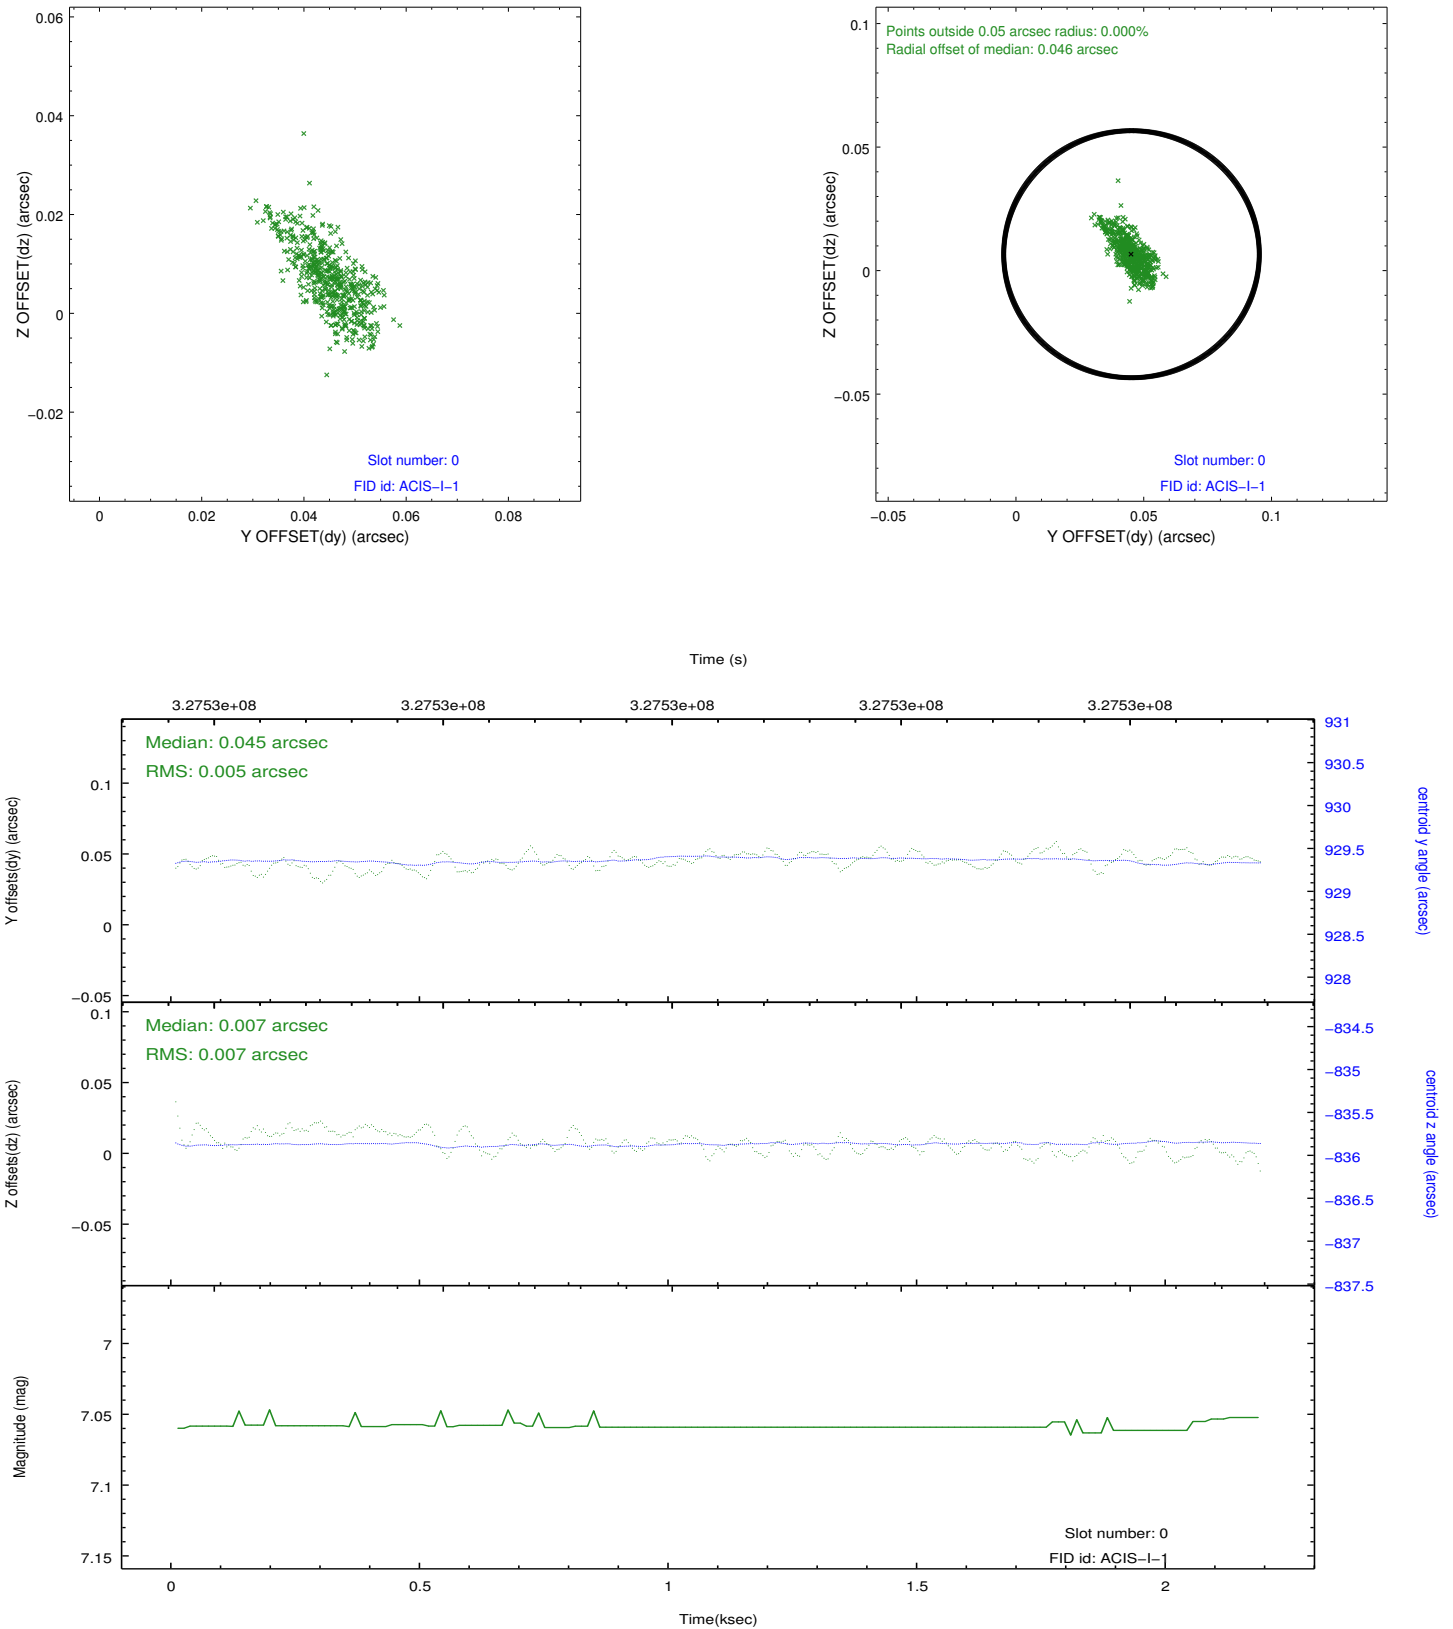 0.06
0.04
0.02
0
−0.02
Z OFFSET(dz) (arcsec)
Slot number: 0
FID id: ACIS−I−1
0 0.02 0.04 0.06 0.08
Y OFFSET(dy) (arcsec)
Points outside 0.05 arcsec radius: 0.000%
Radial offset of median: 0.046 arcsec
0.1
0.05
0
−0.05
Z OFFSET(dz) (arcsec)
Slot number: 0
FID id: ACIS−I−1
−0.05 0 0.05 0.1
Y OFFSET(dy) (arcsec)
Time (s)
3.2753e+08 3.2753e+08 3.2753e+08 3.2753e+08 3.2753e+08
Median: 0.045 arcsec
RMS: 0.005 arcsec
0.1
0.05
0
−0.05
Y offsets(dy) (arcsec)
931
930.5
930
929.5
929
928.5
928
centroid y angle (arcsec)
Median: 0.007 arcsec
RMS: 0.007 arcsec
0.1
0.05
0
−0.05
Z offsets(dz) (arcsec)
−834.5
−835
−835.5
−836
−836.5
−837
−837.5
centroid z angle (arcsec)
7
7.05
7.1
7.15
Magnitude (mag)
Slot number: 0
FID id: ACIS−I−1
0 0.5 1 1.5 2
Time(ksec)